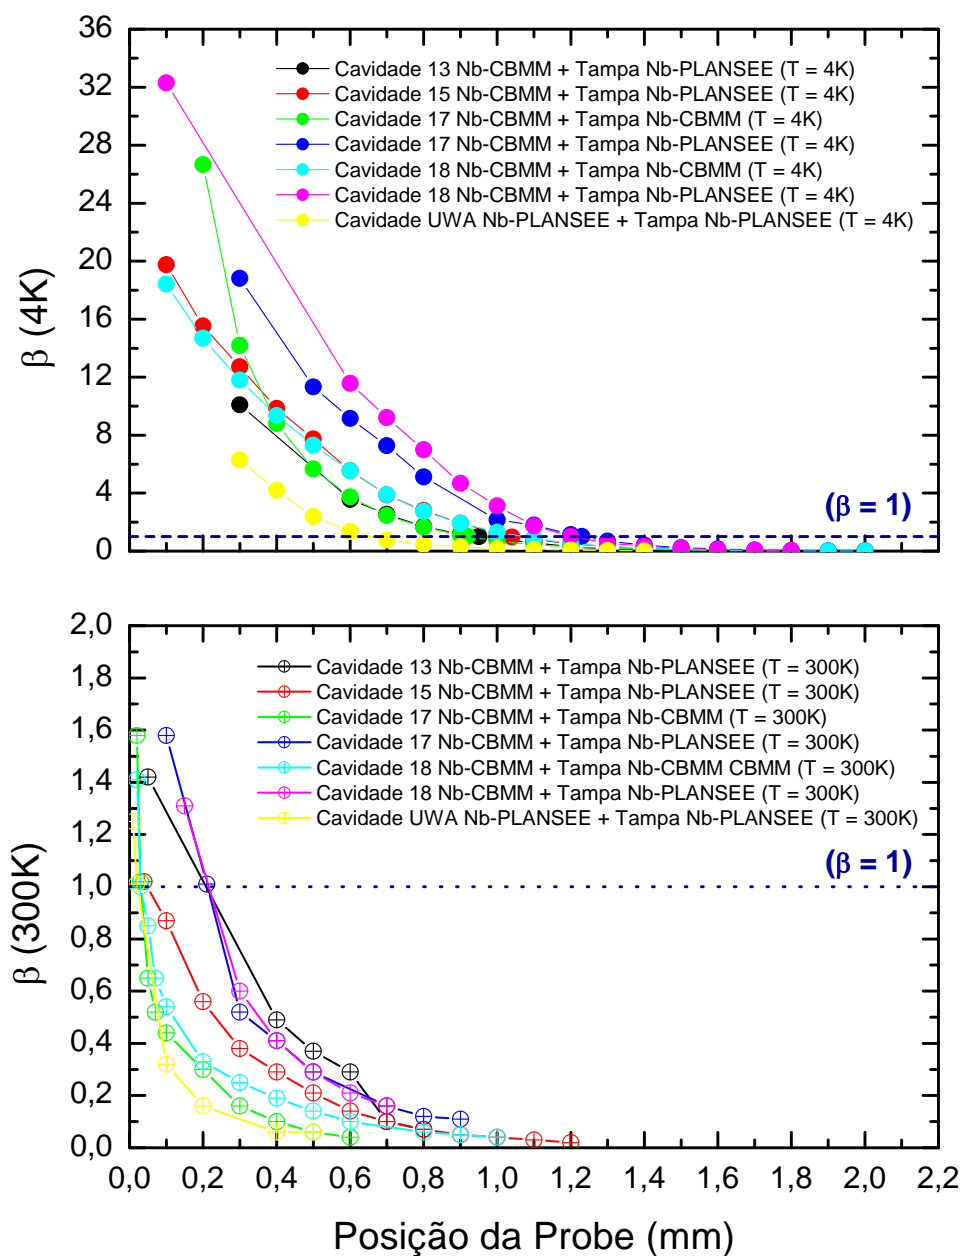 36
32
28
24
20
16
12
8
4
0
β (4K)
Cavidade 13 Nb-CBMM + Tampa Nb-PLANSEE (T = 4K)
Cavidade 15 Nb-CBMM + Tampa Nb-PLANSEE (T = 4K)
Cavidade 17 Nb-CBMM + Tampa Nb-CBMM (T = 4K)
Cavidade 17 Nb-CBMM + Tampa Nb-PLANSEE (T = 4K)
Cavidade 18 Nb-CBMM + Tampa Nb-CBMM (T = 4K)
Cavidade 18 Nb-CBMM + Tampa Nb-PLANSEE (T = 4K)
Cavidade UWA Nb-PLANSEE + Tampa Nb-PLANSEE (T = 4K)
(β = 1)
2,0
1,8
1,6
1,4
1,2
1,0
0,8
0,6
0,4
0,2
0,0
β (300K)
Cavidade 13 Nb-CBMM + Tampa Nb-PLANSEE (T = 300K)
Cavidade 15 Nb-CBMM + Tampa Nb-PLANSEE (T = 300K)
Cavidade 17 Nb-CBMM + Tampa Nb-CBMM (T = 300K)
Cavidade 17 Nb-CBMM + Tampa Nb-PLANSEE (T = 300K)
Cavidade 18 Nb-CBMM + Tampa Nb-CBMM CBMM (T = 300K)
Cavidade 18 Nb-CBMM + Tampa Nb-PLANSEE (T = 300K)
Cavidade UWA Nb-PLANSEE + Tampa Nb-PLANSEE (T = 300K)
(β = 1)
0,0 0,2 0,4 0,6 0,8 1,0 1,2 1,4 1,6 1,8 2,0 2,2
Posição da Probe (mm)